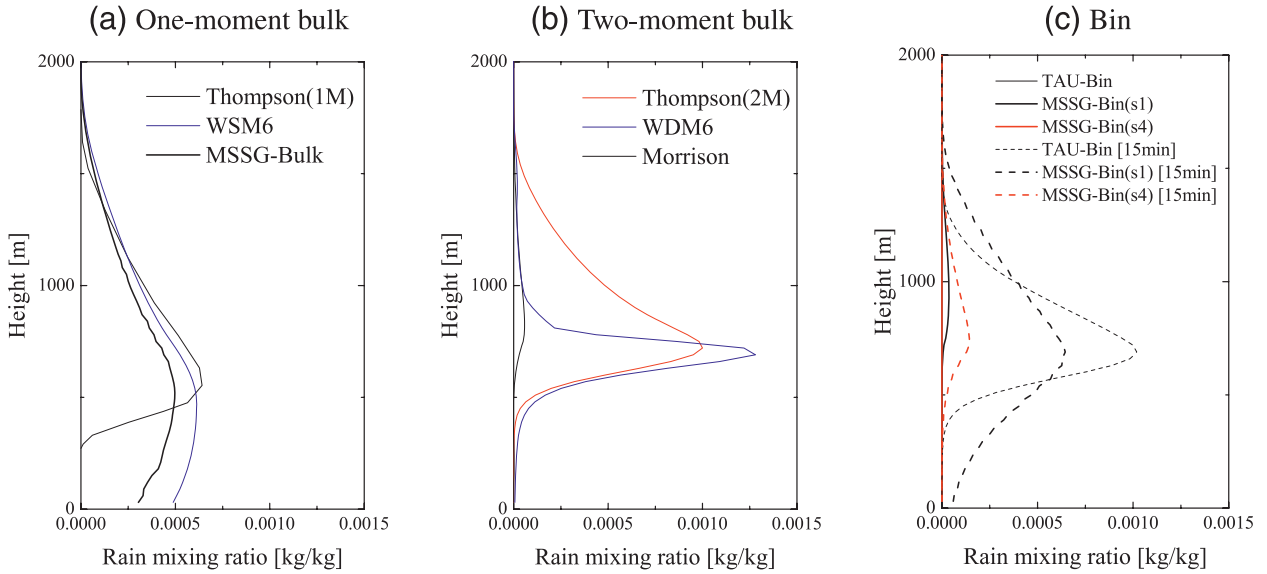 (a) One-moment bulk
2000
1000
0
Height [m]
Thompson(1M)
WSM6
MSSG-Bulk
0.0000 0.0005 0.0010 0.0015
Rain mixing ratio [kg/kg]
(b) Two-moment bulk
2000
1000
0
Height [m]
Thompson(2M)
WDM6
Morrison
0.0000 0.0005 0.0010 0.0015
Rain mixing ratio [kg/kg]
(c) Bin
2000
1000
0
Height [m]
TAU-Bin
MSSG-Bin(s1)
MSSG-Bin(s4)
TAU-Bin [15min]
MSSG-Bin(s1) [15min]
MSSG-Bin(s4) [15min]
0.0000 0.0005 0.0010 0.0015
Rain mixing ratio [kg/kg]